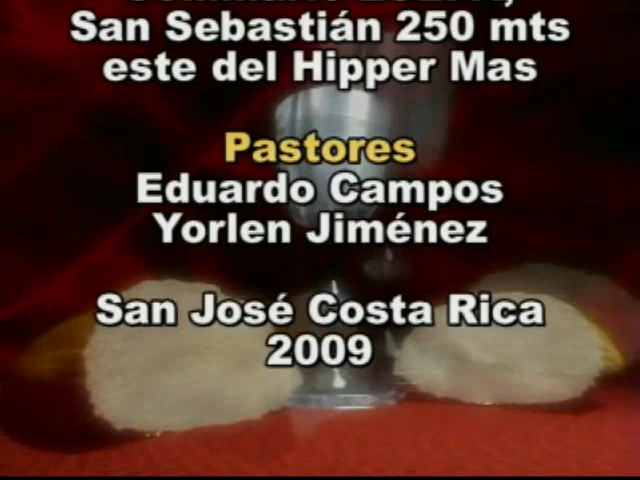 San Sebastián 250 mts
este del Hipper Mas
Pastores
Eduardo Campos
Yorlen Jiménez
San José Costa Rica
2009